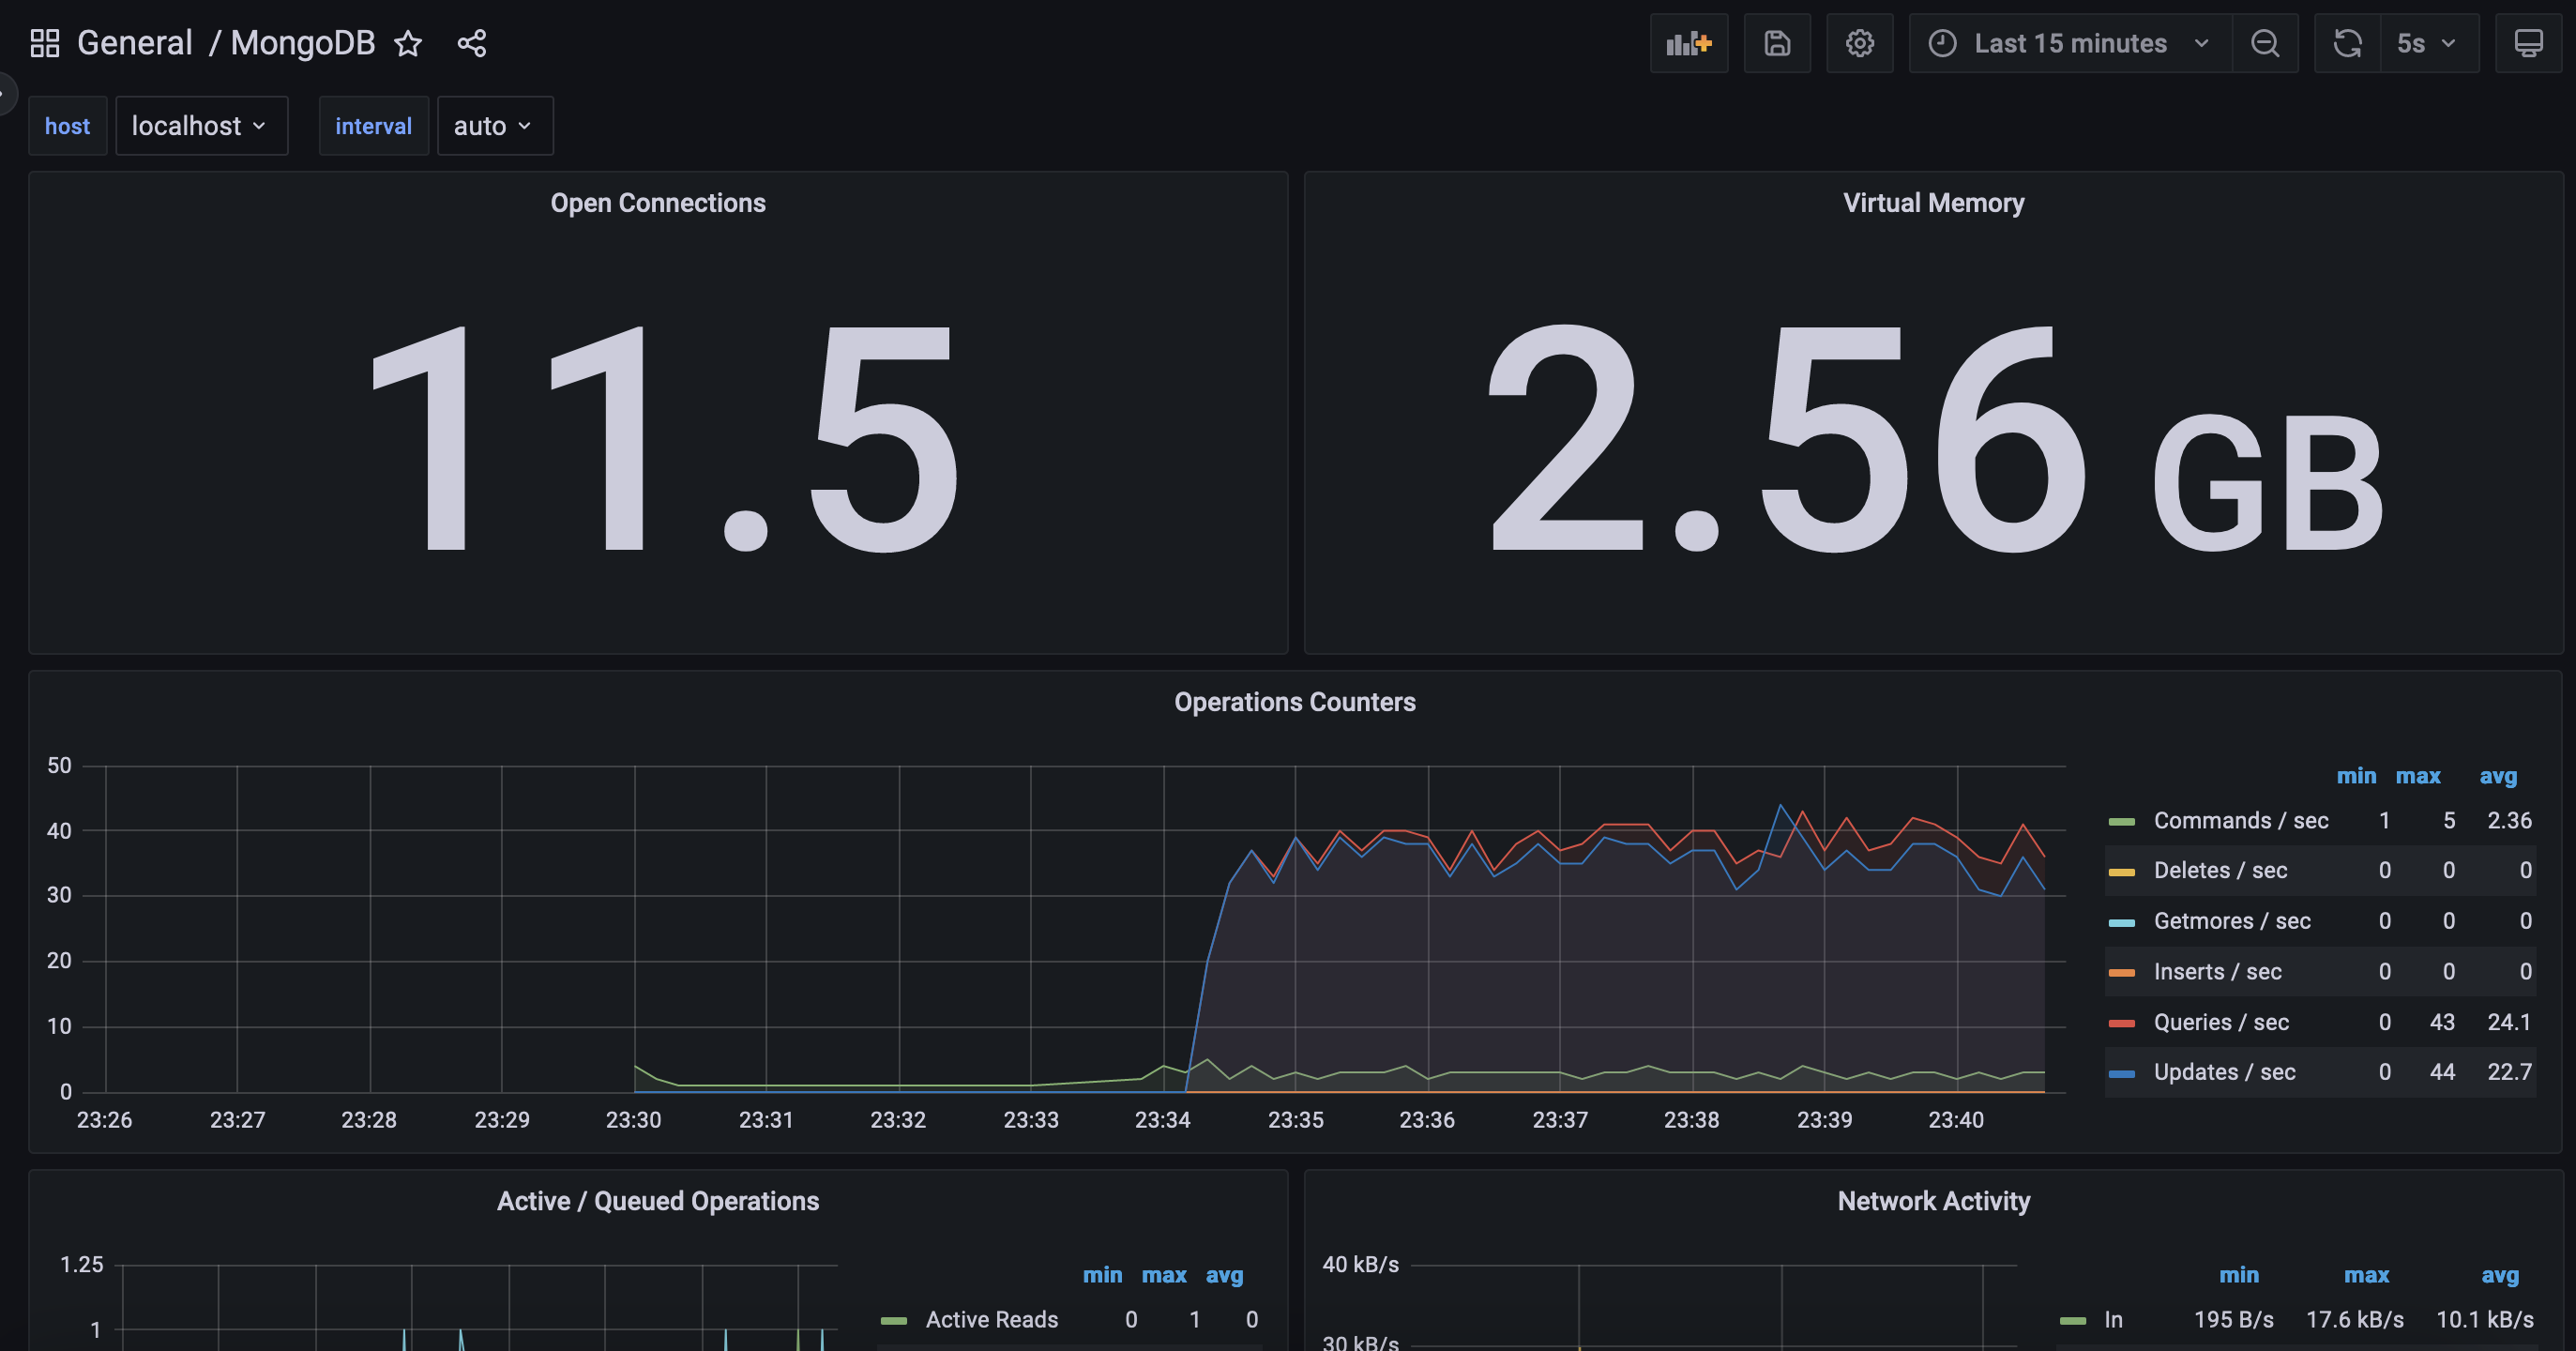 General / MongoDB
Last 15 minutes
5s
host
localhost
interval
auto
Open Connections
11.5
Virtual Memory
2.56 GB
Operations Counters
50
40
30
20
10
0
23:26 23:27 23:28 23:29 23:30 23:31 23:32 23:33 23:34 23:35 23:36 23:37 23:38 23:39 23:40
min max avg
Commands / sec 1 5 2.36
Deletes / sec 0 0 0
Getmores / sec 0 0 0
Inserts / sec 0 0 0
Queries / sec 0 43 24.1
Updates / sec 0 44 22.7
Active / Queued Operations
1.25
1
min max avg
Active Reads 0 1 0
Network Activity
40 kB/s
30 kB/s
min max avg
In 195 B/s 17.6 kB/s 10.1 kB/s